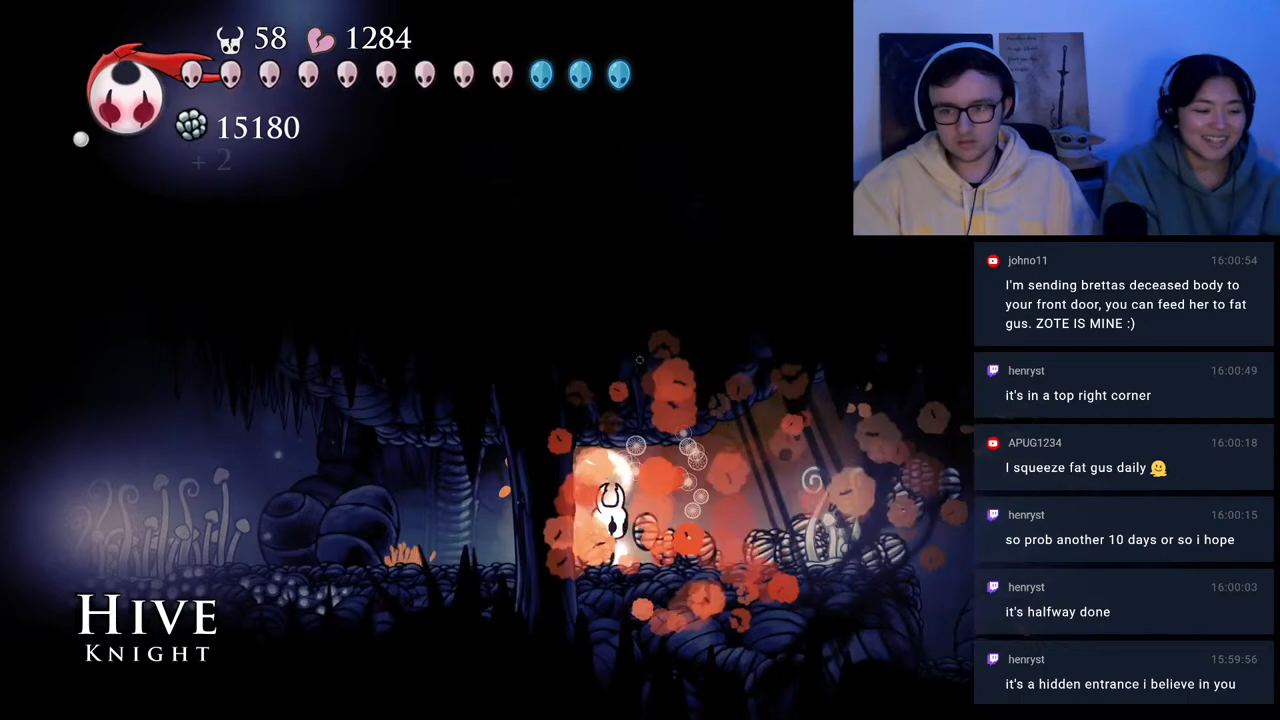 58 1284
15180
+ 2
HIVE
KNIGHT
johno11 16:00:54
I'm sending brettas deceased body to
your front door, you can feed her to fat
gus. ZOTE IS MINE :)
henryst 16:00:49
it's in a top right corner
APUG1234 16:00:18
I squeeze fat gus daily 🫠
henryst 16:00:15
so prob another 10 days or so i hope
henryst 16:00:03
it's halfway done
henryst 15:59:56
it's a hidden entrance i believe in you